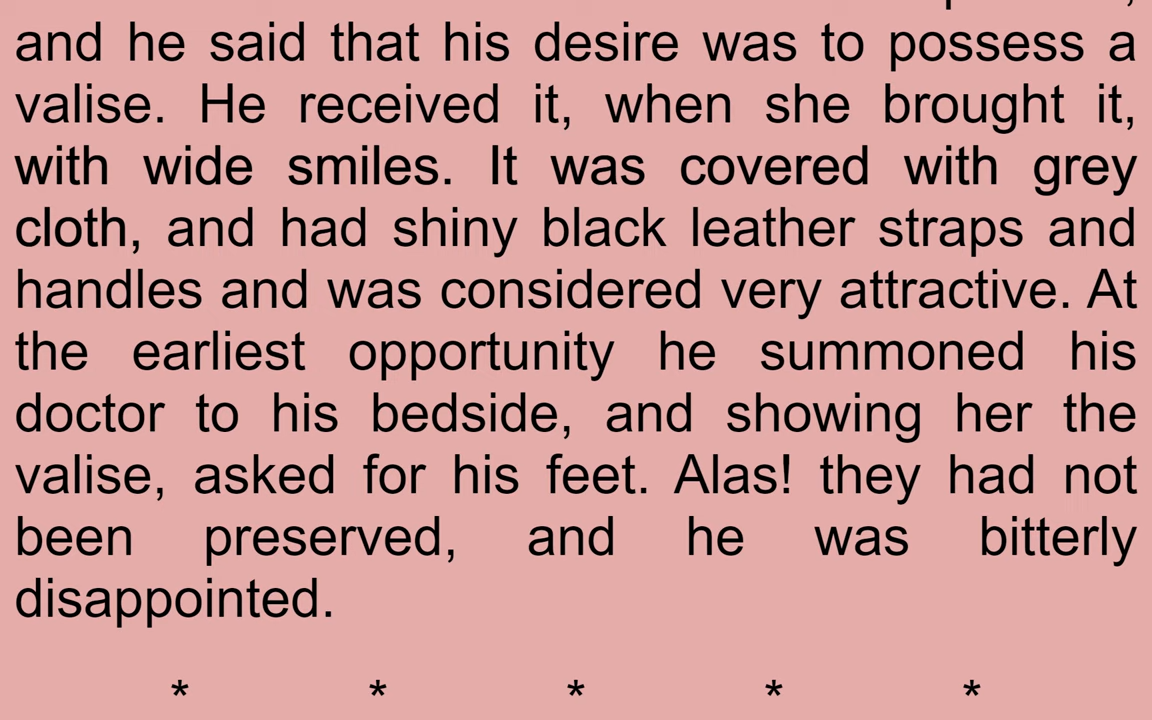 and he said that his desire was to possess a
valise. He received it, when she brought it,
with wide smiles. It was covered with grey
cloth, and had shiny black leather straps and
handles and was considered very attractive. At
the earliest opportunity he summoned his
doctor to his bedside, and showing her the
valise, asked for his feet. Alas! they had not
been preserved, and he was bitterly
disappointed.
* * * * *